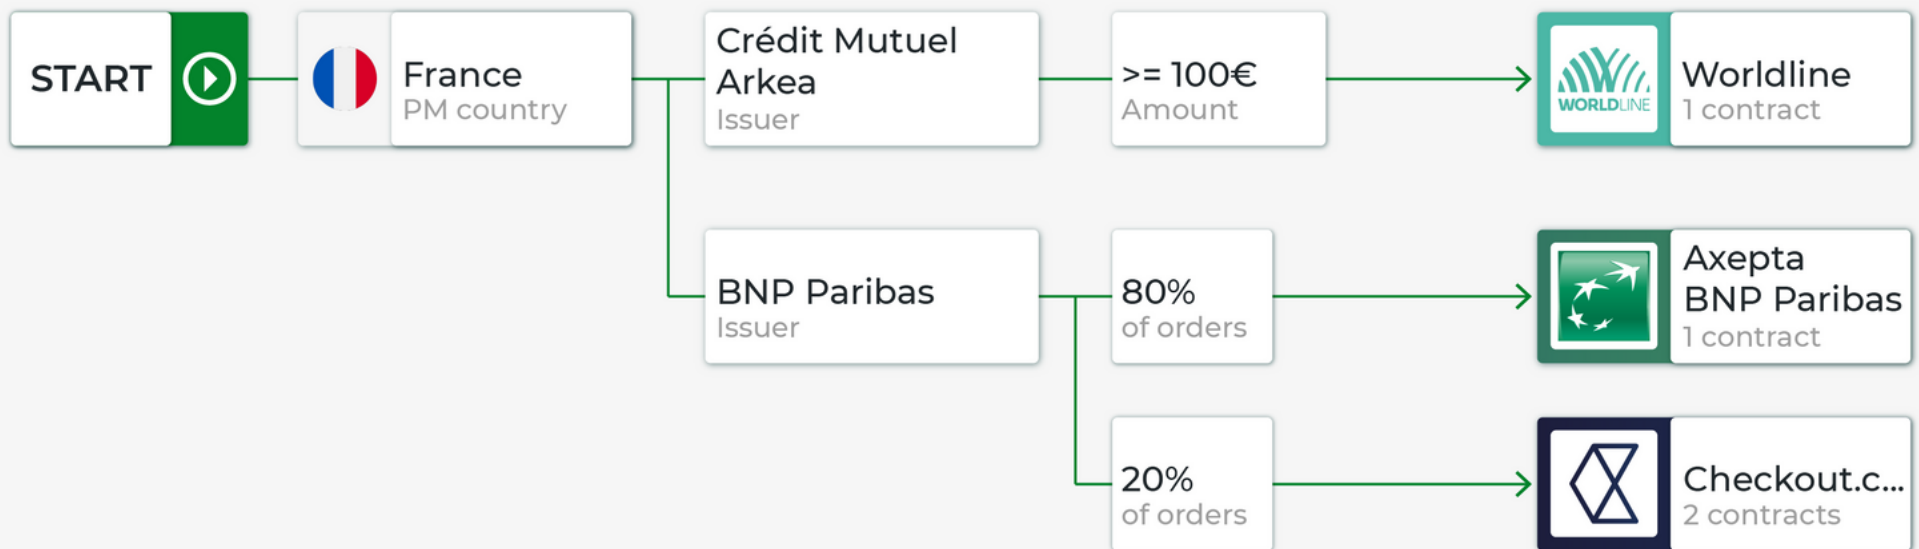 START
France
PM country
Crédit Mutuel
Arkea
Issuer
>= 100€
Amount
WORLDLINE
Worldline
1 contract
BNP Paribas
Issuer
80%
of orders
Axepta
BNP Paribas
1 contract
20%
of orders
Checkout.c...
2 contracts